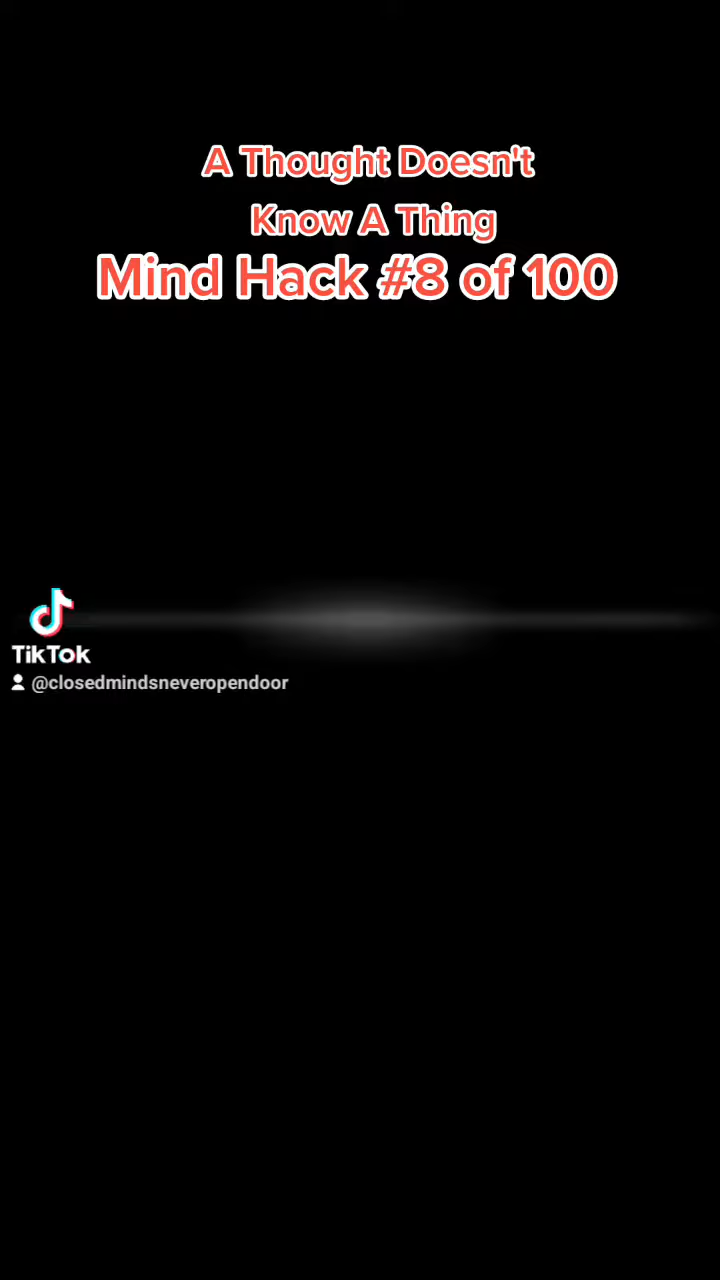 A Thought Doesn't
Know A Thing
Mind Hack #8 of 100
TikTok
@closedmindsneveropendoor